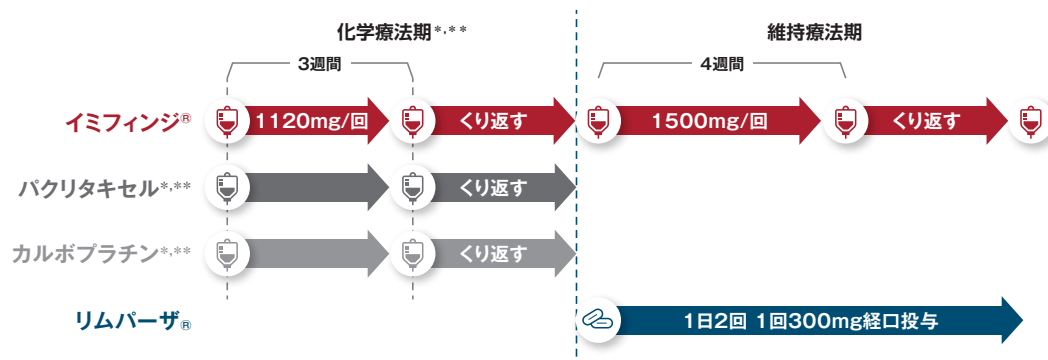 化学療法期*,**
維持療法期
3週間
4週間
イミフィンジ®
1120mg/回
くり返す
1500mg/回
くり返す
パクリタキセル*,**
くり返す
カルボプラチン*,**
くり返す
リムパーザ®
1日2回 1回300mg経口投与